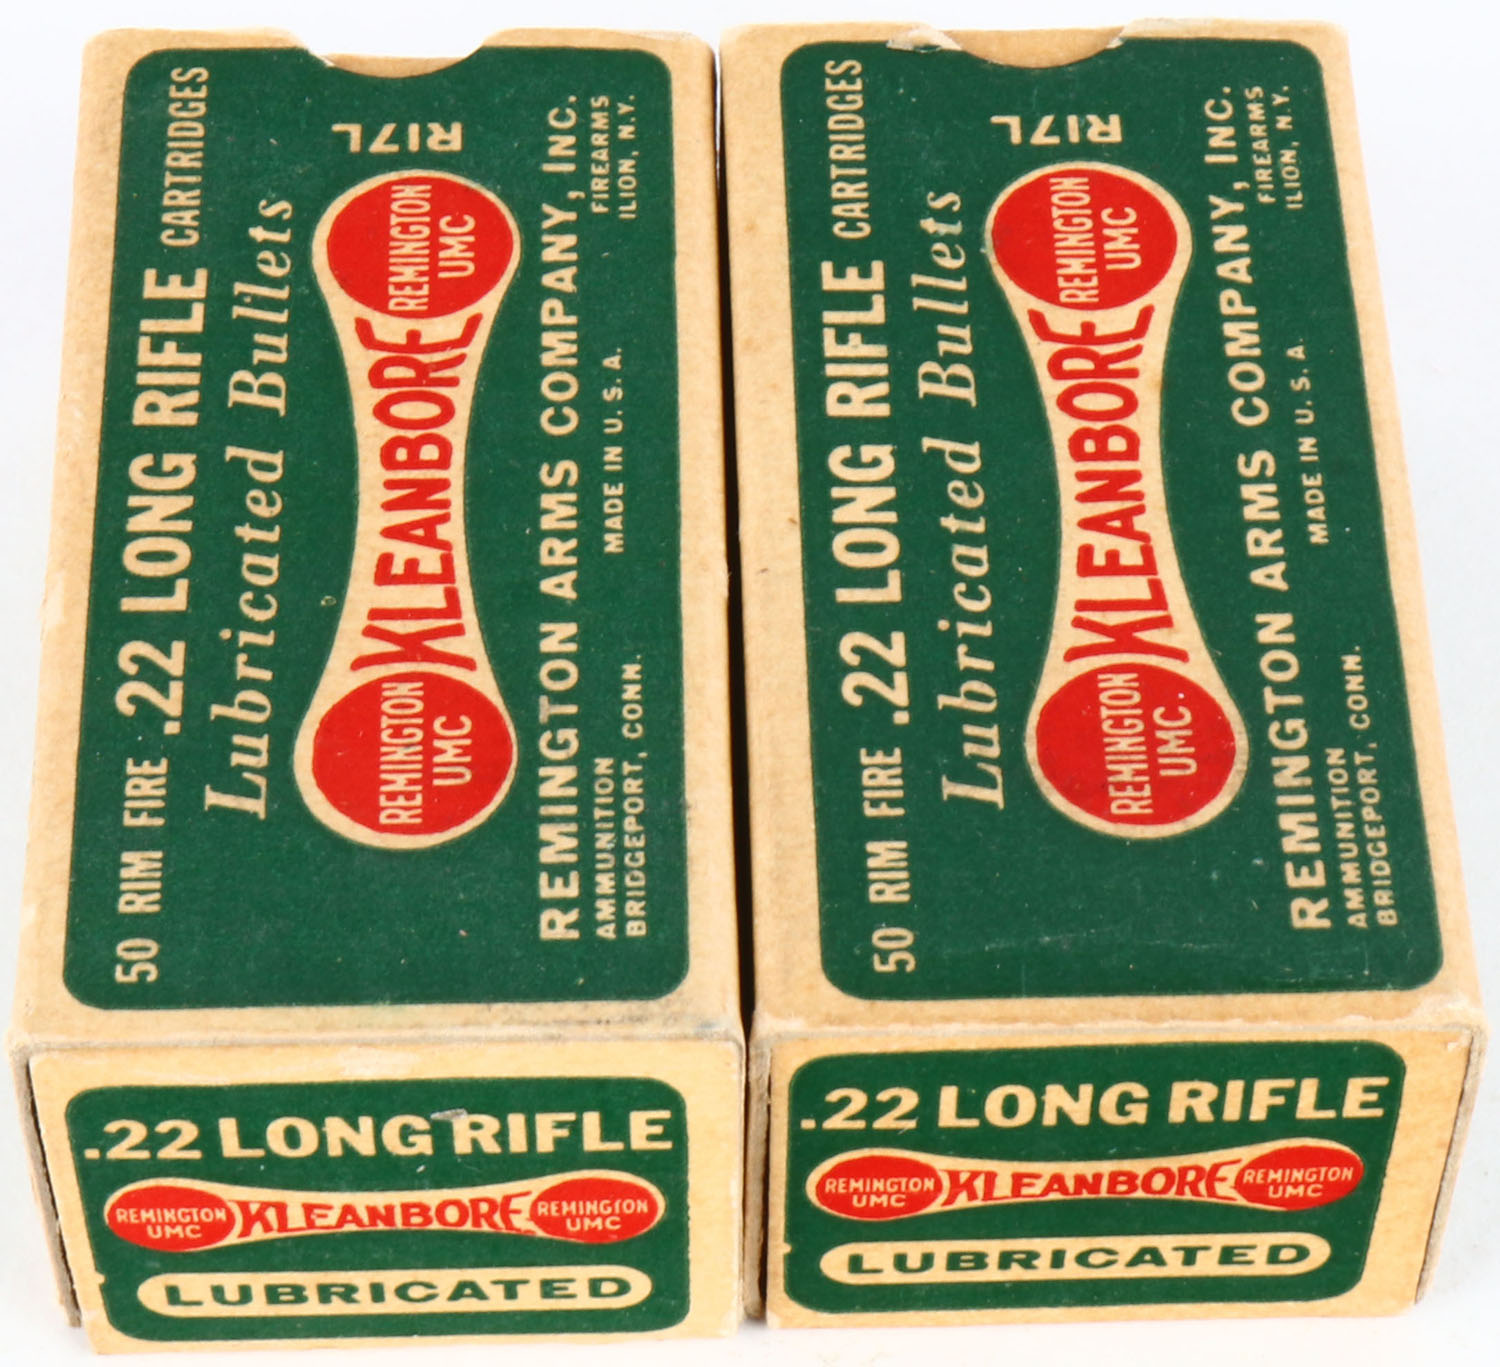 50 RIM FIRE .22 LONG RIFLE CARTRIDGES
Lubricated Bullets
R17L
REMINGTON
UMC
KLEANBORE
REMINGTON
UMC
REMINGTON ARMS COMPANY, INC.
AMMUNITION
BRIDGEPORT, CONN.
MADE IN U.S.A.
FIREARMS
ILION, N.Y.
.22 LONG RIFLE
REMINGTON
UMC
KLEANBORE
REMINGTON
UMC
LUBRICATED
50 RIM FIRE .22 LONG RIFLE CARTRIDGES
Lubricated Bullets
R17L
REMINGTON
UMC.
KLEANBORE
REMINGTON
UMC
REMINGTON ARMS COMPANY, INC.
AMMUNITION
BRIDGEPORT, CONN.
MADE IN U.S.A.
FIREARMS
ILION, N.Y.
.22 LONG RIFLE
REMINGTON
UMC
KLEANBORE
REMINGTON
UMC
LUBRICATED